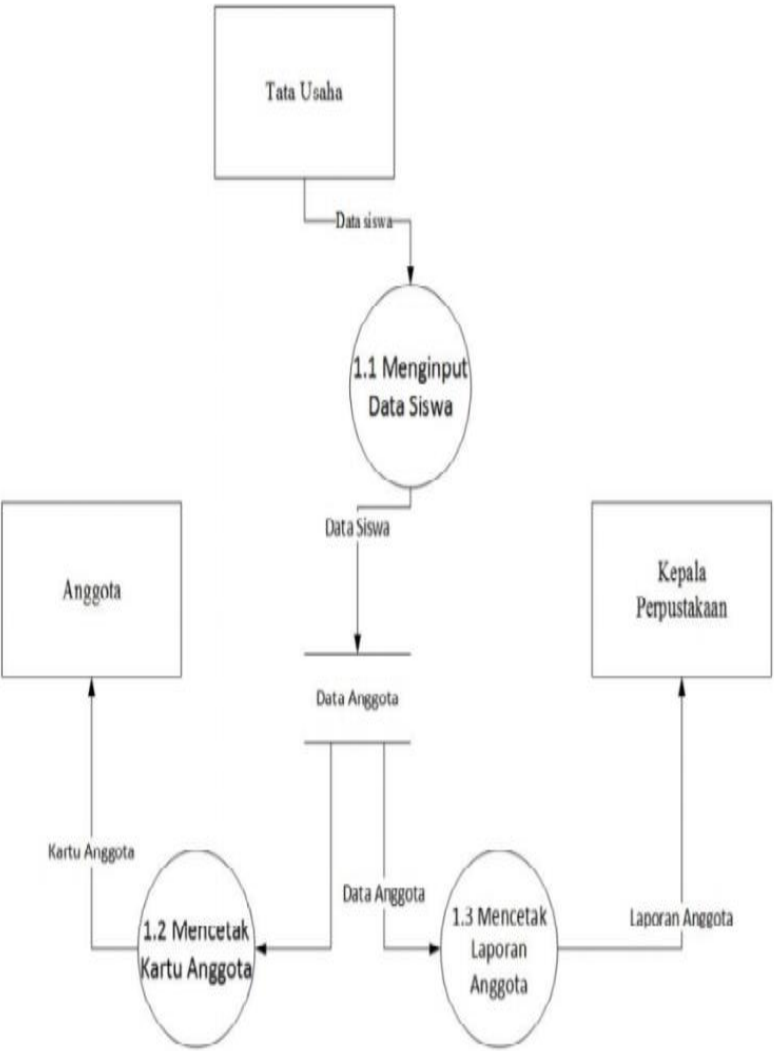 Tata Usaha
Data siswa
1.1 Menginput
Data Siswa
Data Siswa
Anggota
Kepala
Perpustakaan
Data Anggota
Kartu Anggota
Data Anggota
Laporan Anggota
1.2 Mencetak
Kartu Anggota
1.3 Mencetak
Laporan
Anggota